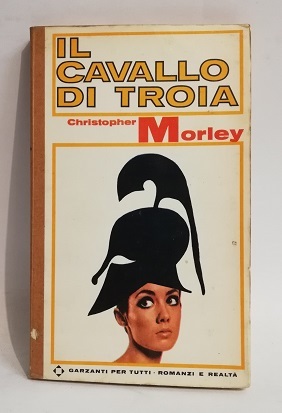 IL
CAVALLO
DI TROIA
Christopher Morley
GARZANTI PER TUTTI · ROMANZI E REALTÀ